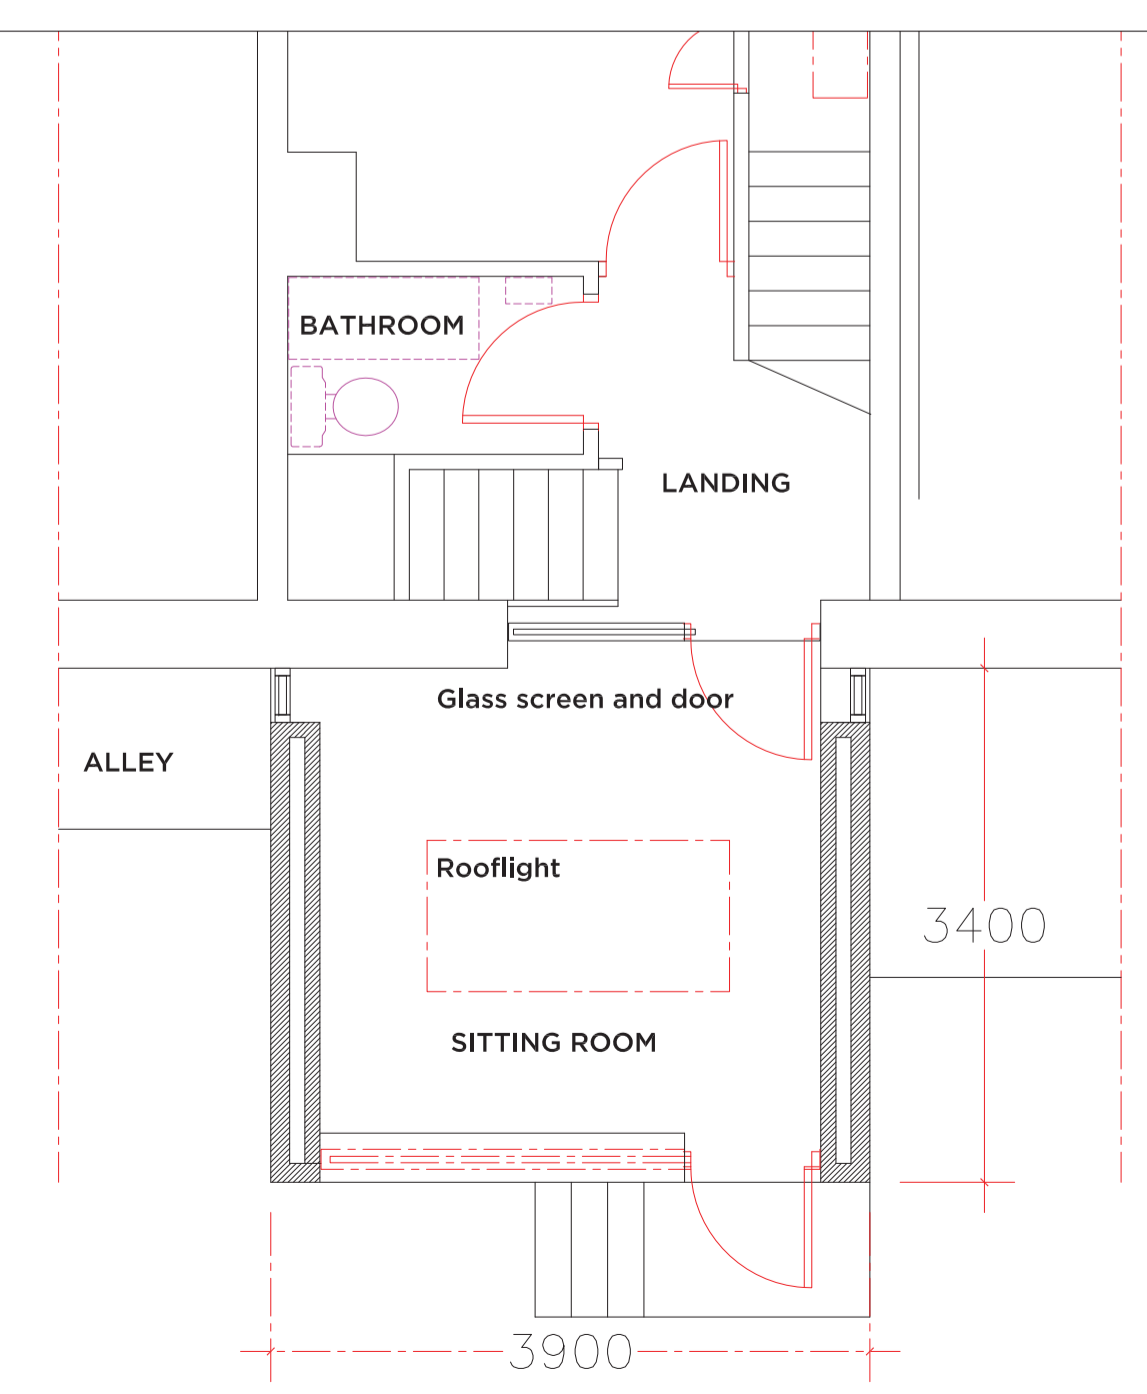 BATHROOM
LANDING
Glass screen and door
ALLEY
Rooflight
3400
SITTING ROOM
3900